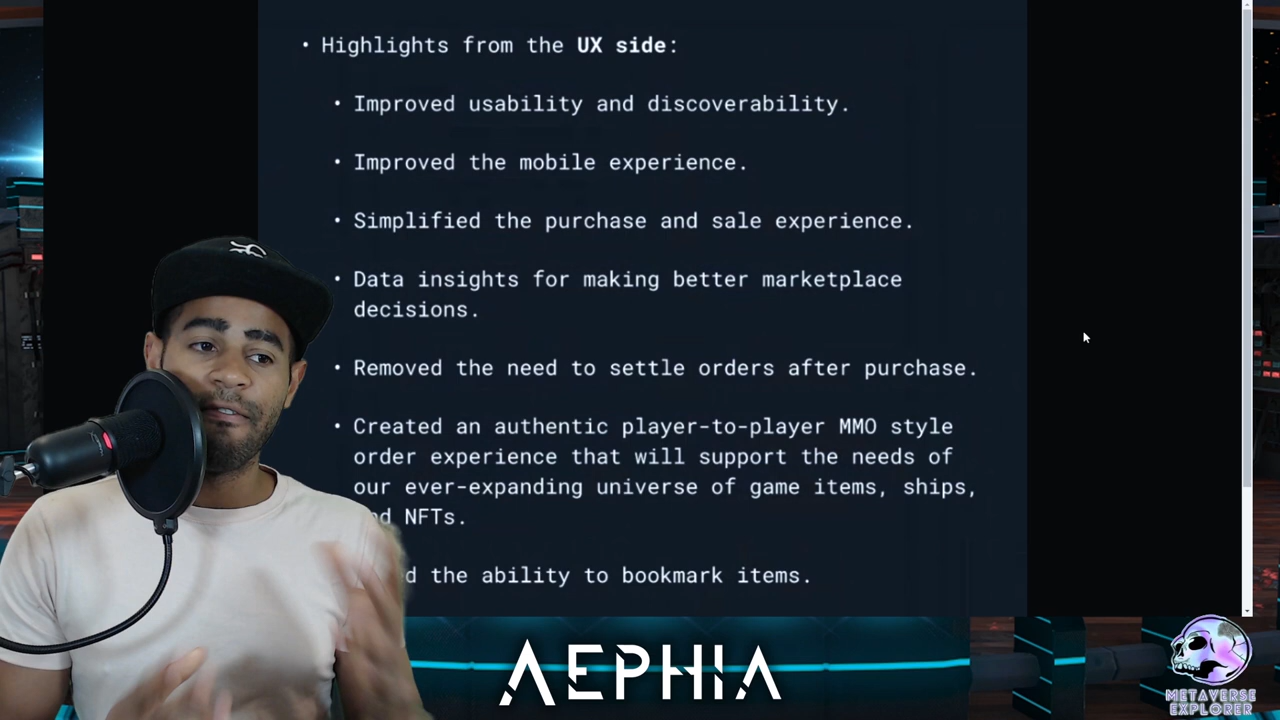 • Highlights from the UX side:
• Improved usability and discoverability.
• Improved the mobile experience.
• Simplified the purchase and sale experience.
• Data insights for making better marketplace
decisions.
• Removed the need to settle orders after purchase.
• Created an authentic player-to-player MMO style
order experience that will support the needs of
our ever-expanding universe of game items, ships,
NFTs.
the ability to bookmark items.
AEPHIA
METAVERSE
EXPLORER